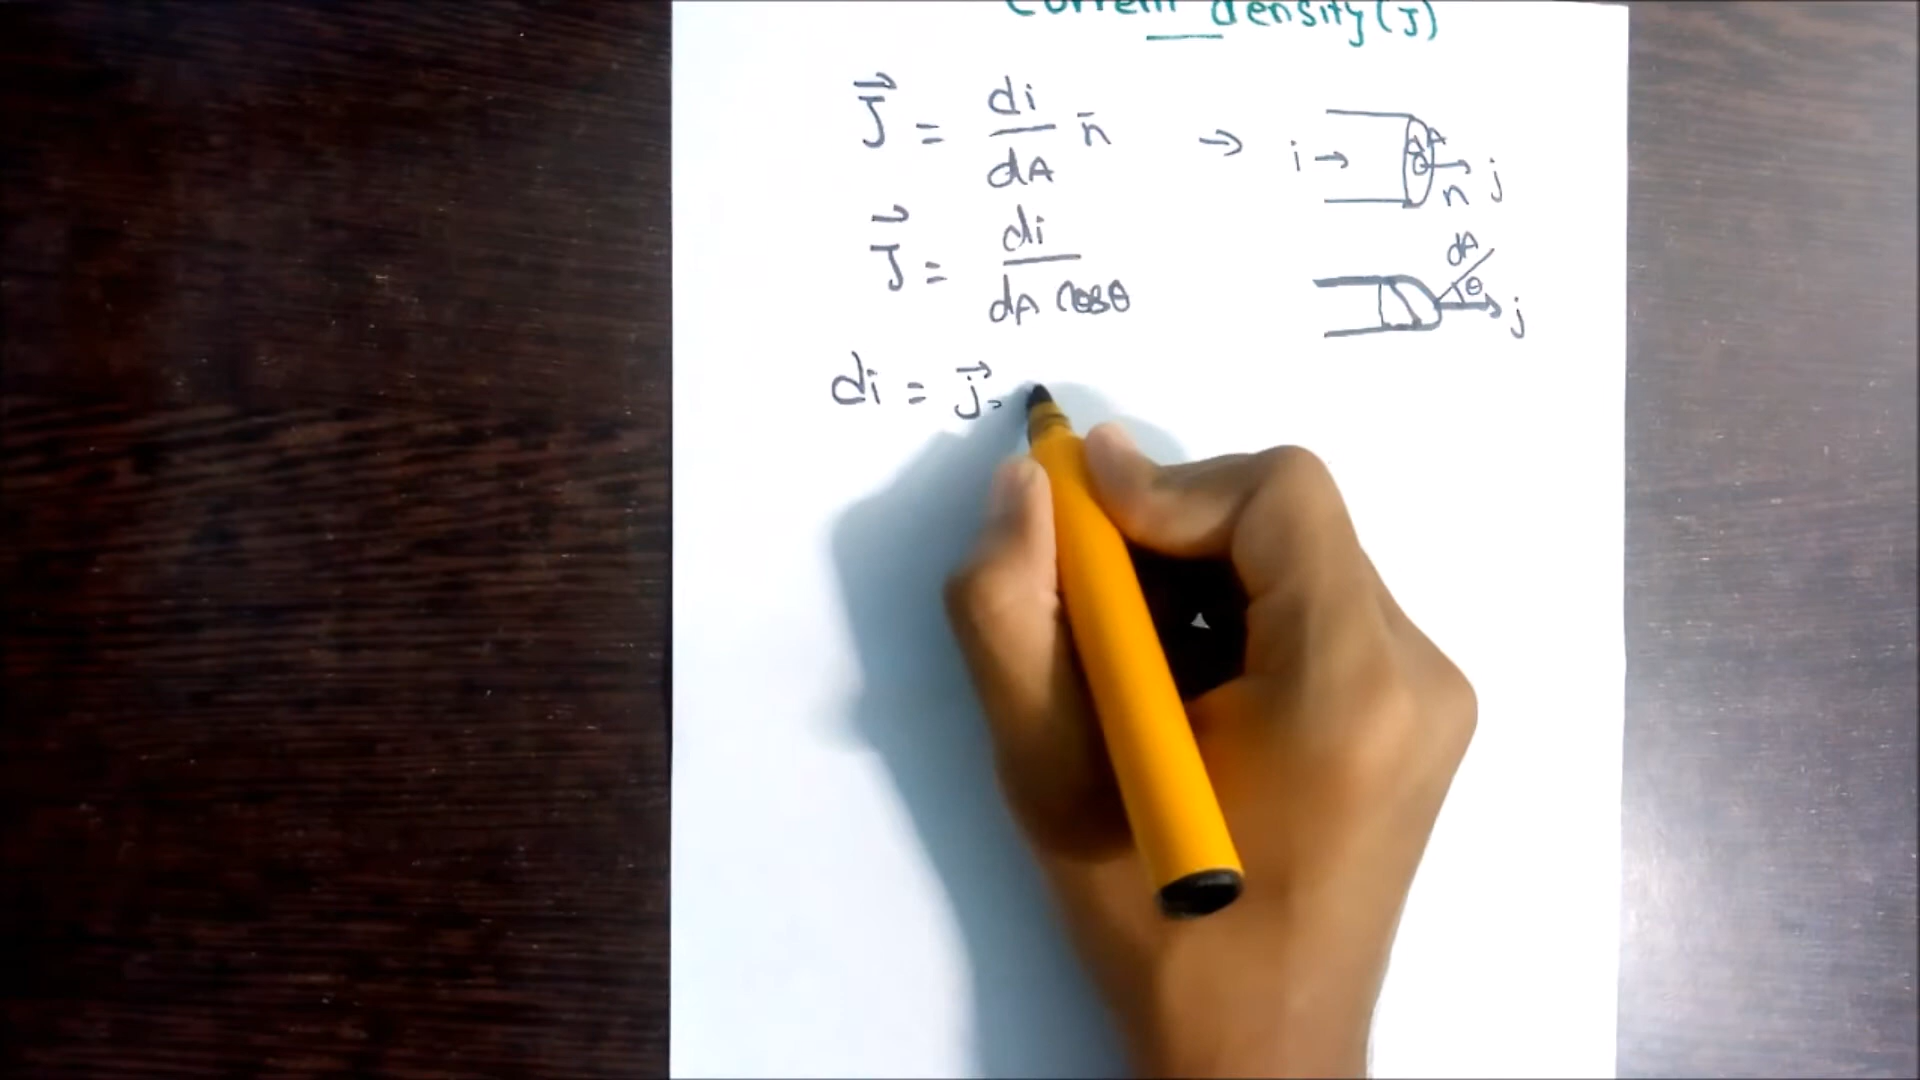 Current density (J)
J⃗ = di/dA n̄ → i →
dA
n j
J⃗ = di/dA cosθ
dA
θ
j
di = j⃗.